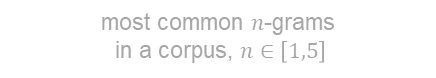 most common 𝑛-grams
in a corpus, 𝑛 ∈ [1,5]